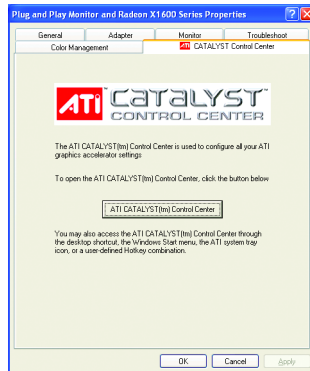 Plug and Play Monitor and Radeon X1600 Series Properties
General Adapter Monitor Troubleshoot
Color Management ATI CATALYST Control Center
ATI CATALYST
CONTROL CENTER
The ATI CATALYST(tm) Control Center is used to configure all your ATI
graphics accelerator settings
To open the ATI CATALYST(tm) Control Center, click the button below
ATI CATALYST(tm) Control Center
You may also access the ATI CATALYST(tm) Control Center through
the desktop shortcut, the Windows Start menu, the ATI system tray
icon, or a user-defined Hotkey combination.
OK Cancel Apply